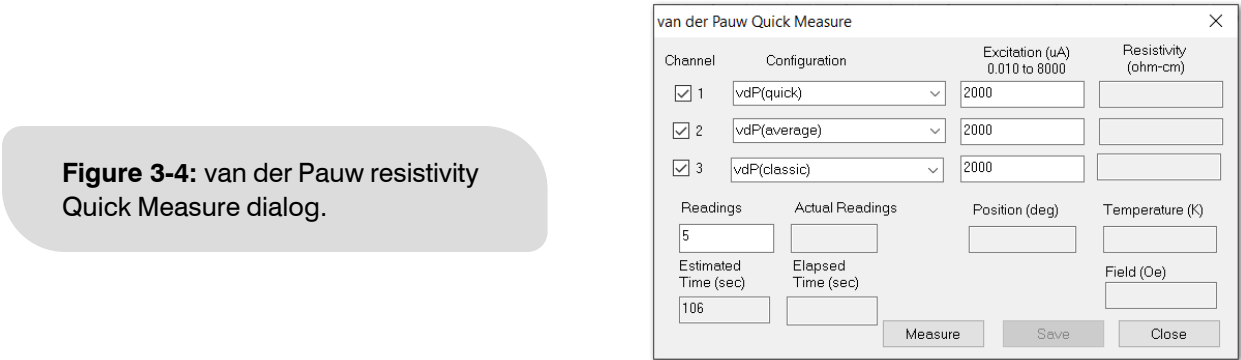 Figure 3-4: van der Pauw resistivity
Quick Measure dialog.
van der Pauw Quick Measure
Channel
Configuration
Excitation (uA)
0.010 to 8000
Resistivity
(ohm-cm)
1
vdP(quick)
2000
2
vdP(average)
2000
3
vdP(classic)
2000
Readings
Actual Readings
Position (deg)
Temperature (K)
5
Estimated
Time (sec)
Elapsed
Time (sec)
Field (Oe)
106
Measure
Save
Close